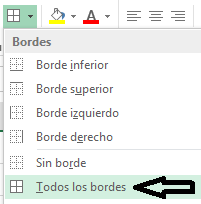 Bordes
Borde inferior
Borde superior
Borde izquierdo
Borde derecho
Sin borde
Todos los bordes